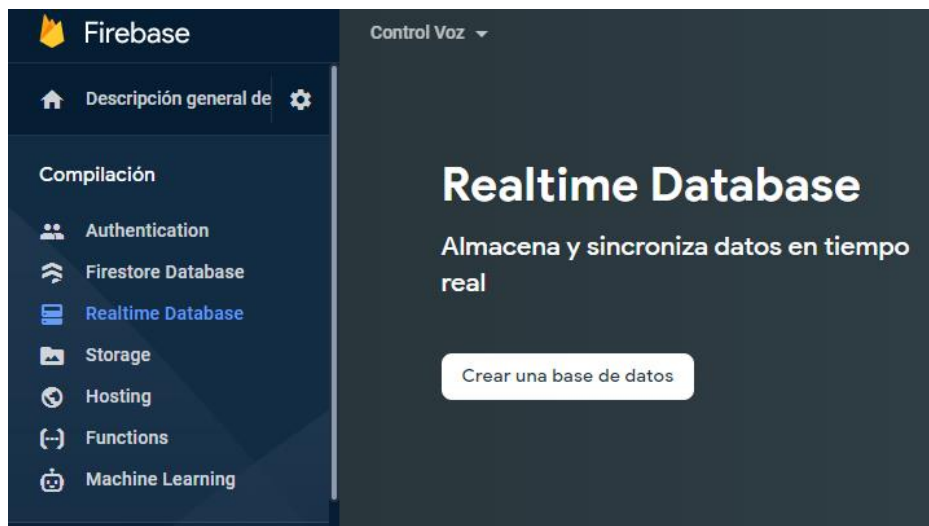 Firebase
Control Voz
Descripción general de
Compilación
Authentication
Firestore Database
Realtime Database
Storage
Hosting
Functions
Machine Learning
Realtime Database
Almacena y sincroniza datos en tiempo
real
Crear una base de datos